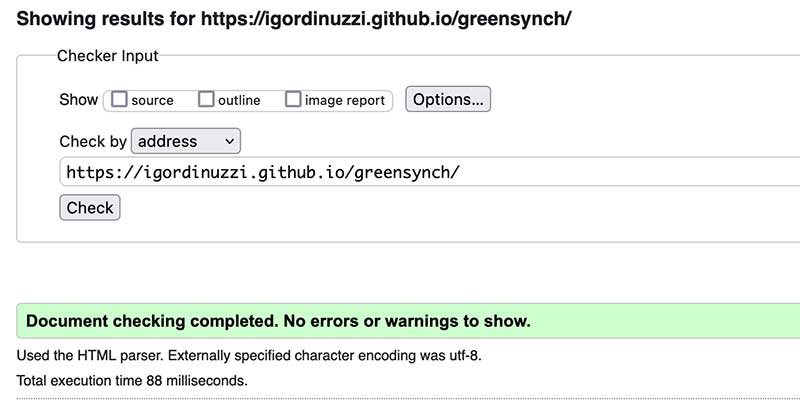 Showing results for https://igordinuzzi.github.io/greensynch/
Checker Input
Show source outline image report Options...
Check by address
https://igordinuzzi.github.io/greensynch/
Check
Document checking completed. No errors or warnings to show.
Used the HTML parser. Externally specified character encoding was utf-8.
Total execution time 88 milliseconds.